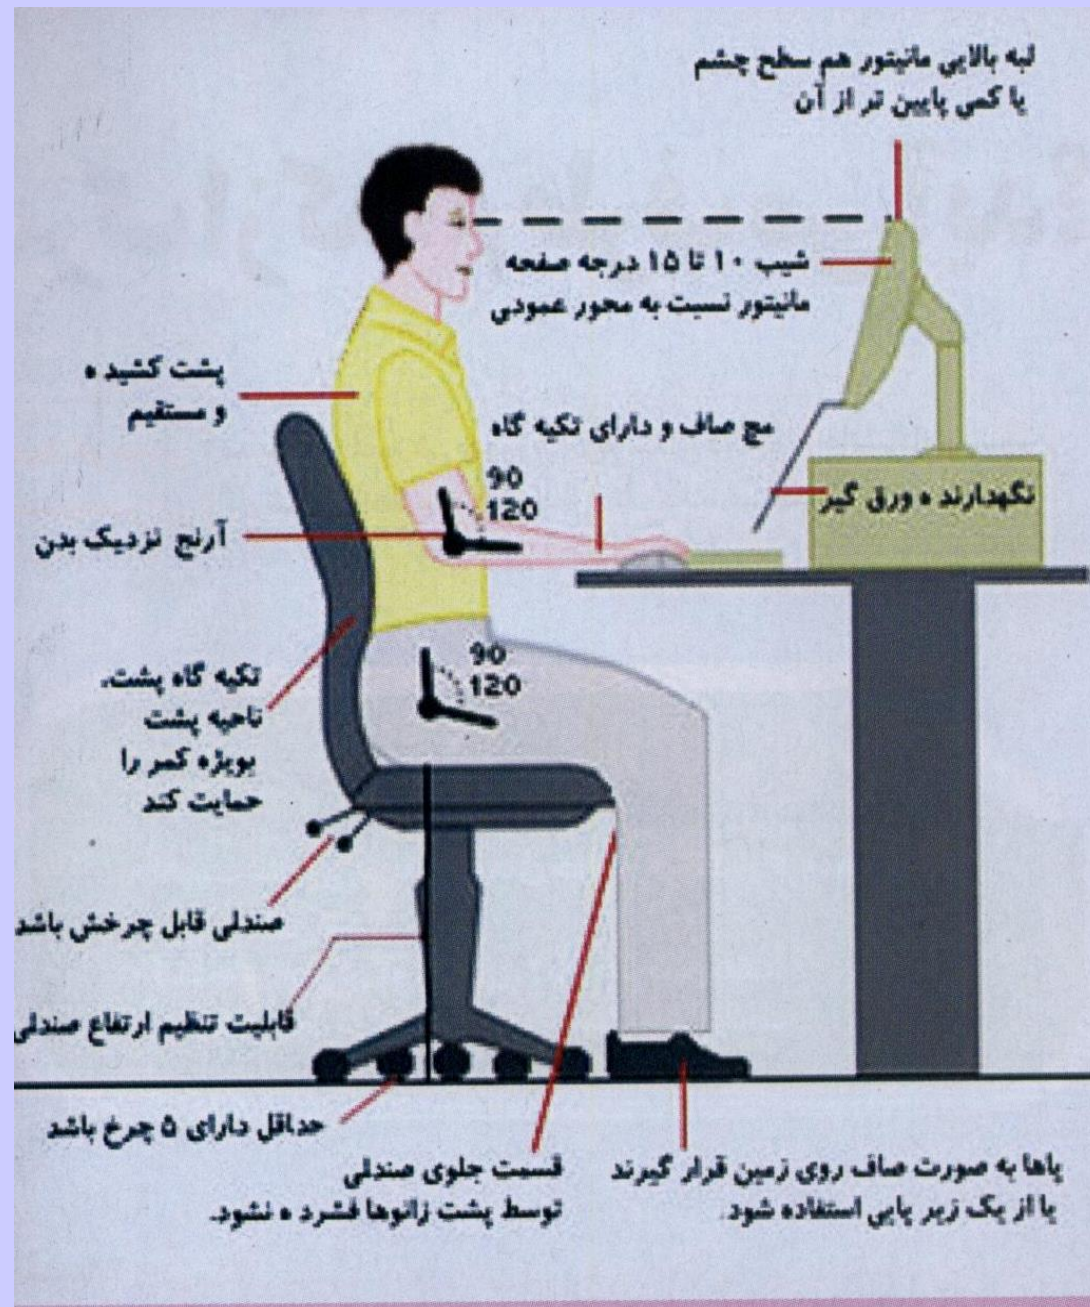 لبه بالایی مانیتور هم سطح چشم
یا کمی پایین تر از آن
شیب ۱۰ تا ۱۵ درجه صفحه
مانیتور نسبت به محور عمودی
پشت کشید ه
و مستقیم
مچ صاف و دارای تکیه گاه
90
120
نگهدارند ه ورق گیر
آرنج نزدیک بدن
90
120
تکیه گاه پشت،
ناحیه پشت
بویژه کمر را
حمایت کند
صندلی قابل چرخش باشد
قابلیت تنظیم ارتفاع صندلی
حداقل دارای ۵ چرخ باشد
پاها به صورت صاف روی زمین قرار گیرند
یا از یک زیر پایی استفاده شود.
قسمت جلوی صندلی
توسط پشت زانوها فشرد ه نشود.